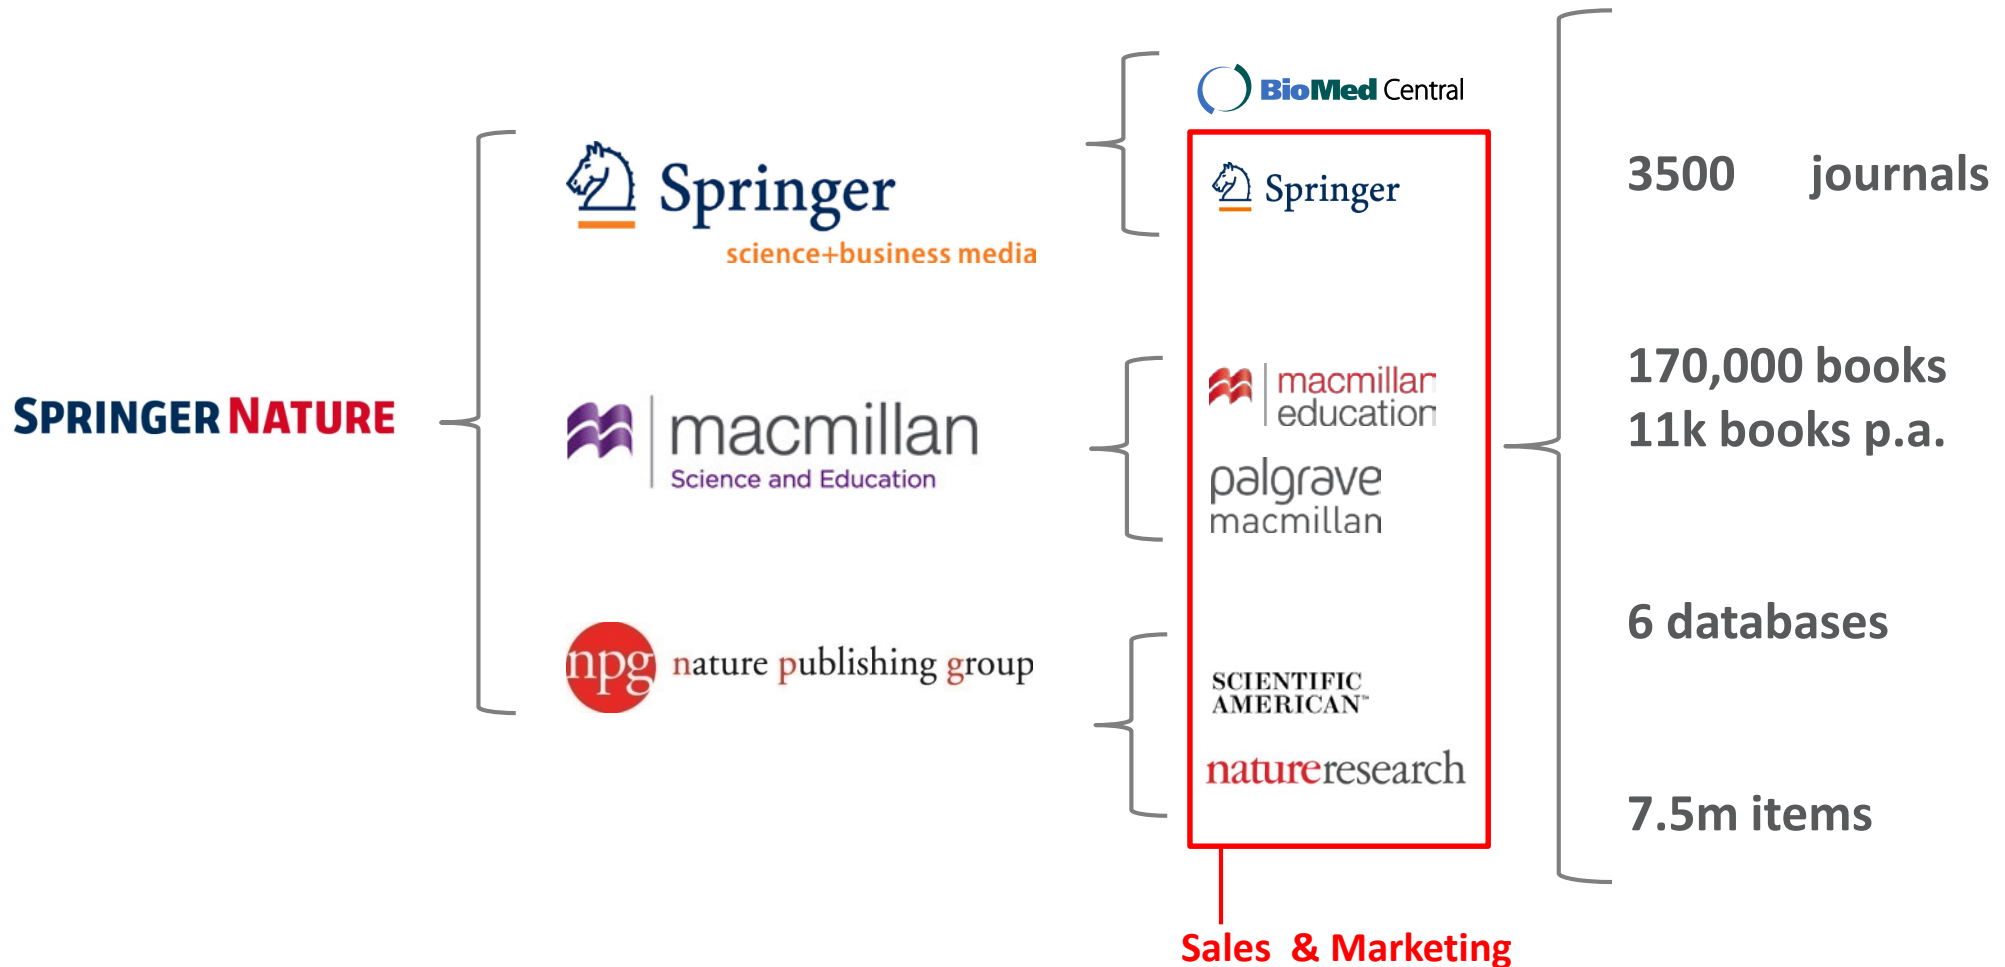 SPRINGER NATURE
Springer
science+business media
macmillan
Science and Education
npg nature publishing group
BioMed Central
Springer
macmillan
education
palgrave
macmillan
SCIENTIFIC
AMERICAN™
natureresearch
Sales & Marketing
3500 journals
170,000 books
11k books p.a.
6 databases
7.5m items